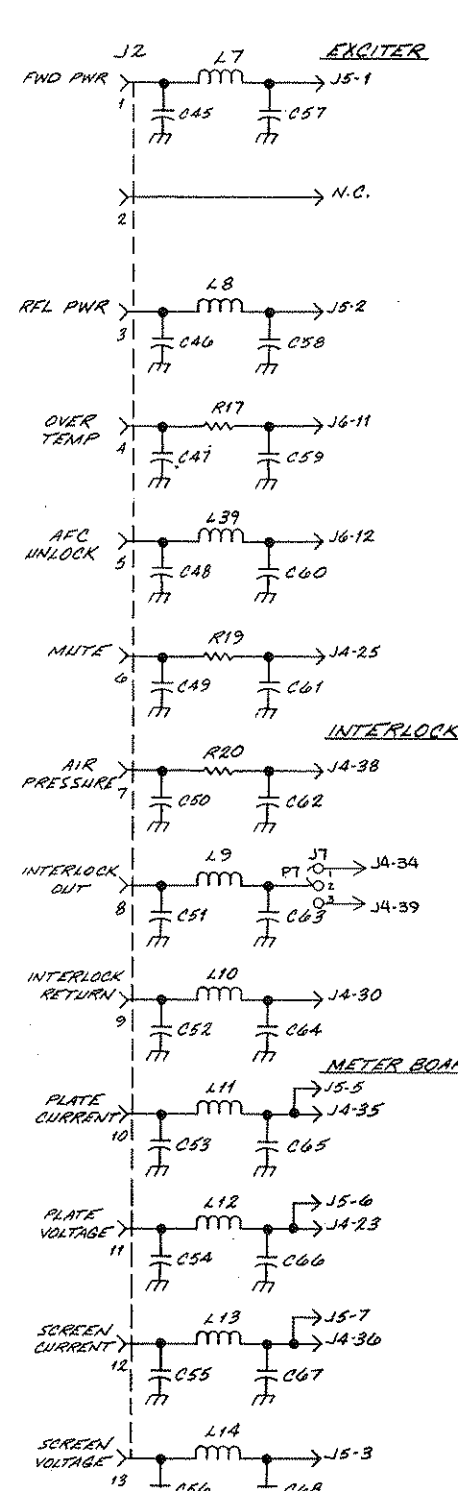 J2 L7 EXCITER
FWD PWR J5-1
1 C45 C57
2 N.C.
L8
RFL PWR J5-2
3 C46 C58
OVER R17
TEMP J6-11
4 C47 C59
AFC L39
UNLOCK J6-12
5 C48 C60
MUTE R19 J4-25
6 C49 C61
INTERLOCK
AIR R20
PRESSURE J4-38
7 C50 C62
INTERLOCK L9 P7 J7 1 J4-34
OUT 2
8 C51 C63 3 J4-39
INTERLOCK L10
RETURN J4-30
9 C52 C64
METER BOAR
PLATE L11 J5-5
CURRENT J4-35
10 C53 C65
PLATE L12 J5-6
VOLTAGE J4-23
11 C54 C66
SCREEN L13 J5-7
CURRENT J4-36
12 C55 C67
SCREEN L14
VOLTAGE J5-3
13 C56 C68